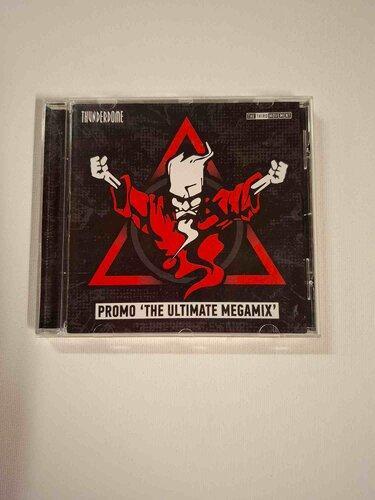 THUNDERDOME
THE THIRD MOVEMENT
PROMO 'THE ULTIMATE MEGAMIX'